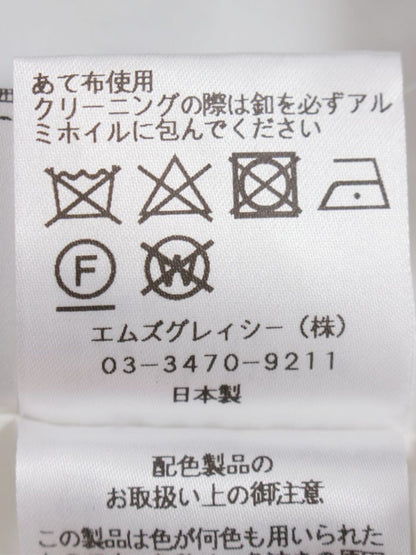 あて布使用
クリーニングの際は釦を必ずアル
ミホイルに包んでください
F
W
エムズグレイシー（株）
03-3470-9211
日本製
配色製品の
お取扱い上の御注意
この製品は色が何色も用いられた